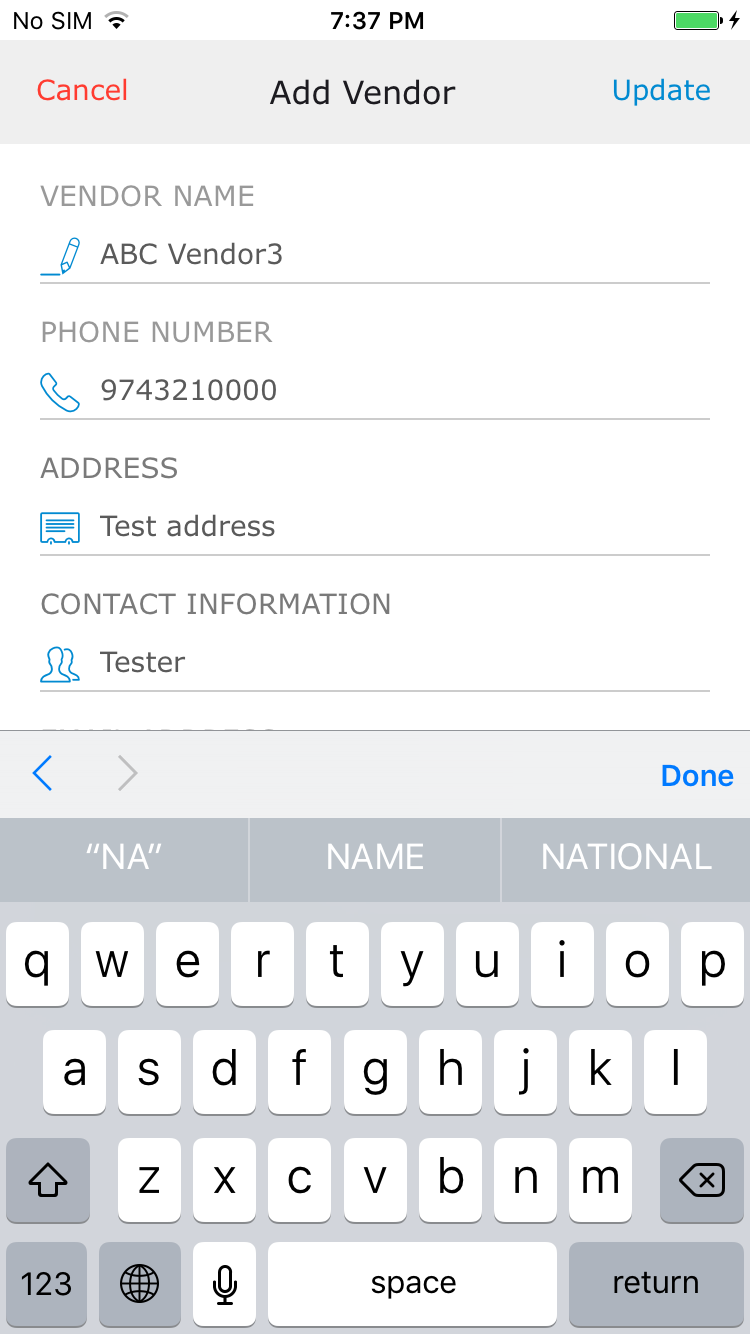 No SIM 7:37 PM
Cancel Add Vendor Update
VENDOR NAME
ABC Vendor3
PHONE NUMBER
9743210000
ADDRESS
Test address
CONTACT INFORMATION
Tester
Done
“NA” NAME NATIONAL
q w e r t y u i o p
a s d f g h j k l
z x c v b n m
123 space return